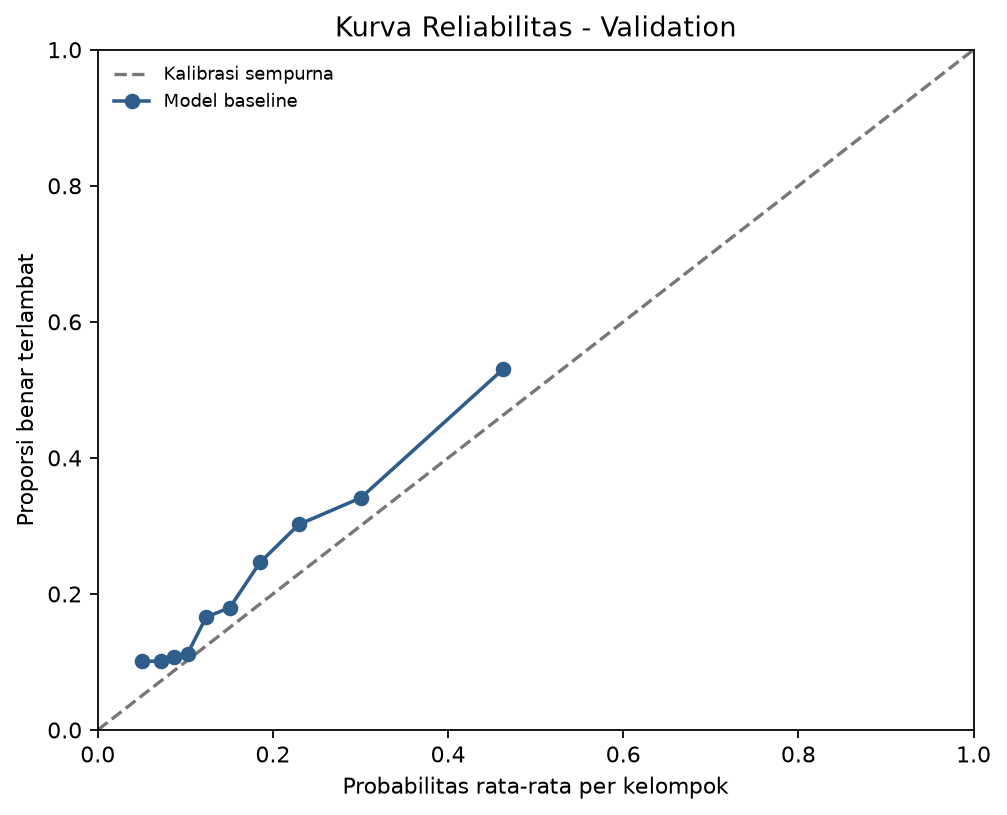 Kurva Reliabilitas - Validation
Kalibrasi sempurna
Model baseline
Proporsi benar terlambat
1.0
0.8
0.6
0.4
0.2
0.0
0.0 0.2 0.4 0.6 0.8 1.0
Probabilitas rata-rata per kelompok